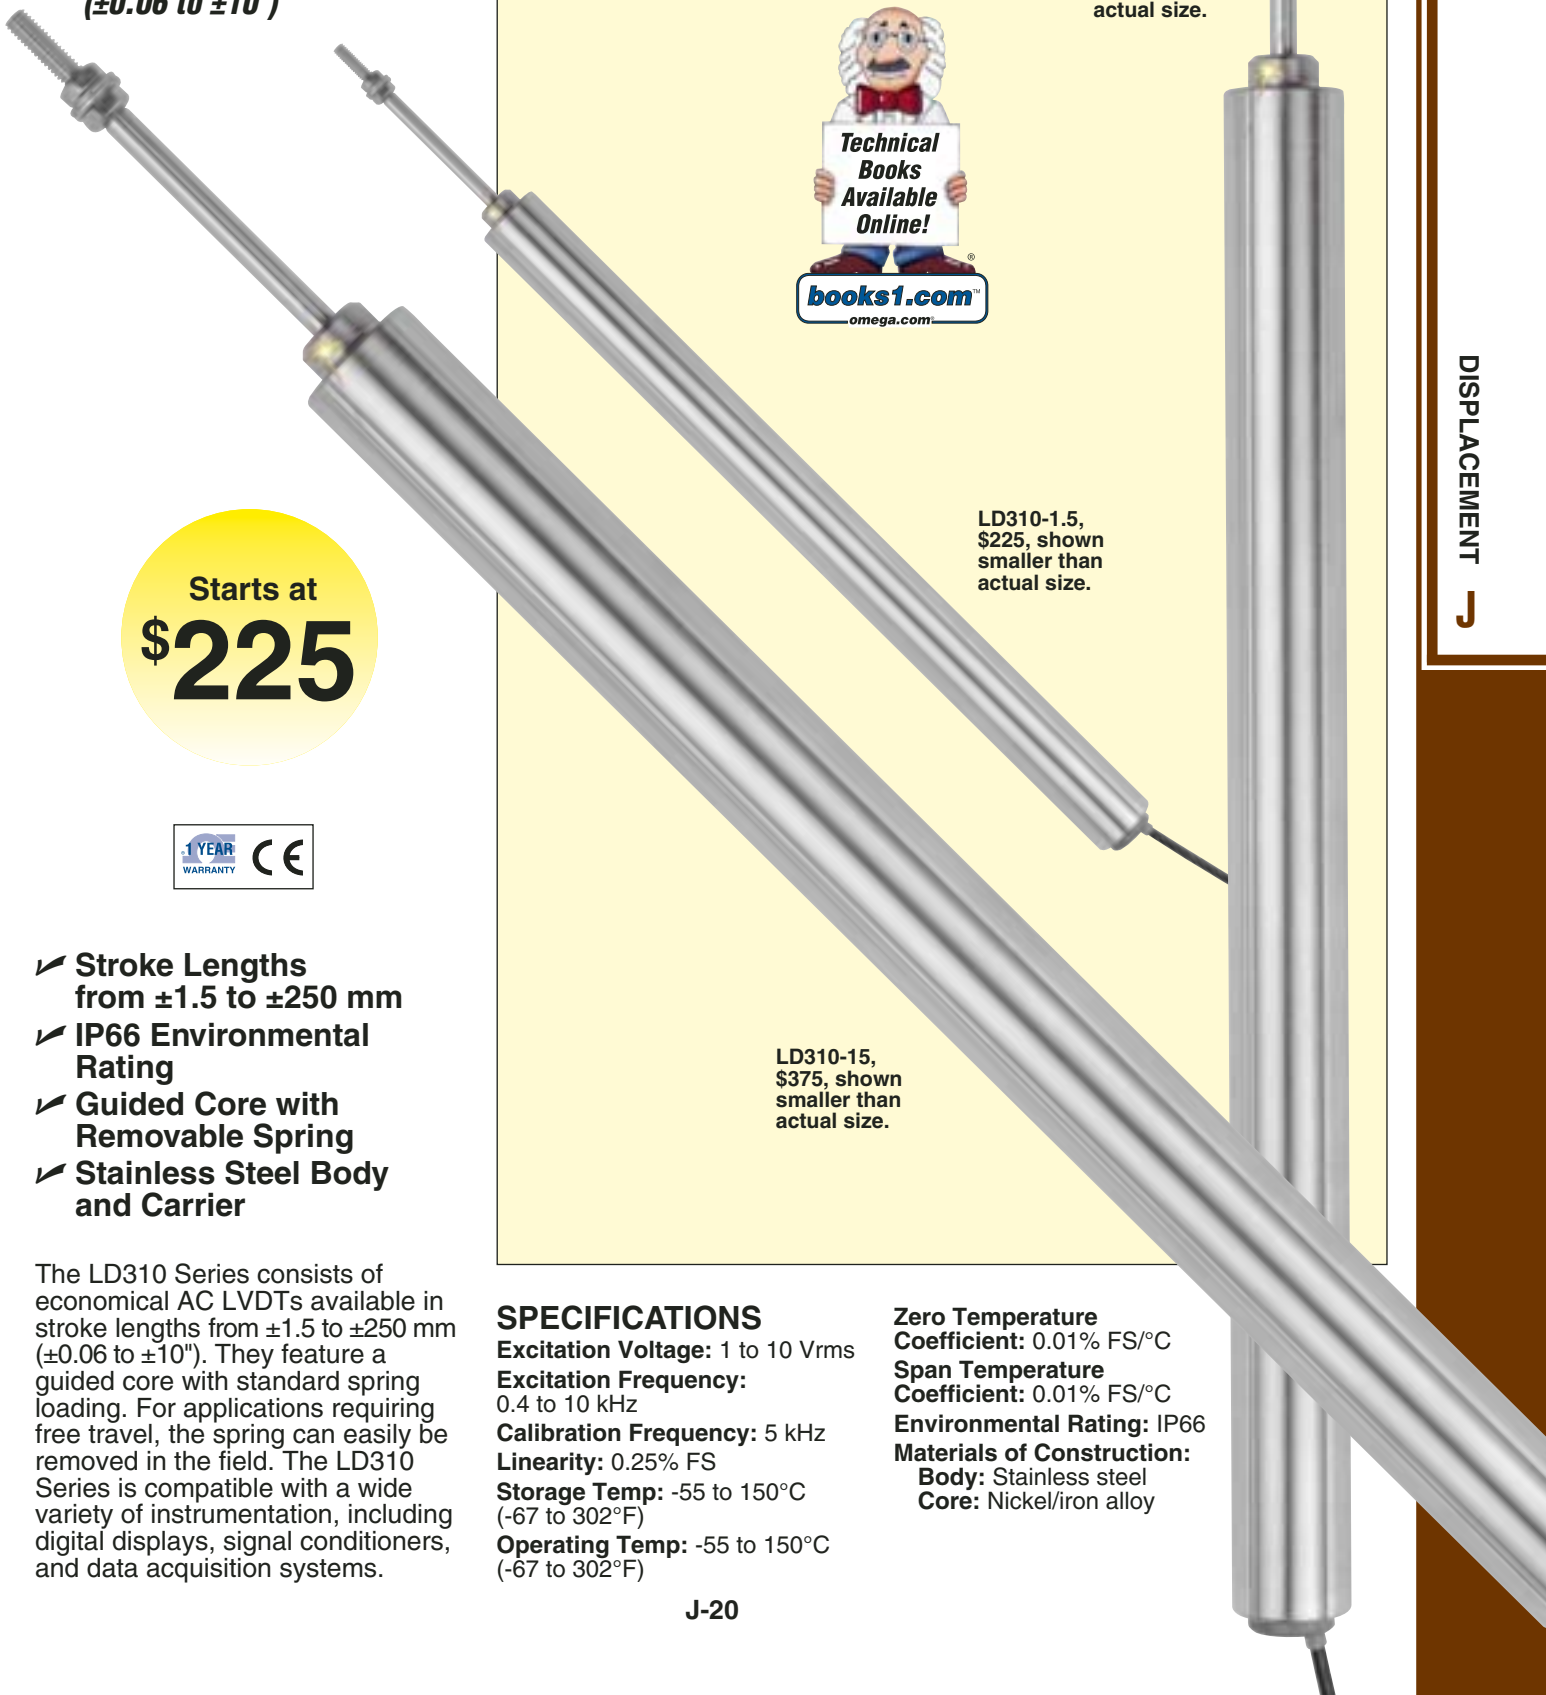 (±0.06 to ±10")
actual size.
Technical
Books
Available
Online!
®
books1.com™
omega.com®
DISPLACEMENT
J
LD310-1.5,
$225, shown
smaller than
actual size.
Starts at
$225
1 YEAR
WARRANTY
CE
Stroke Lengths
from ±1.5 to ±250 mm
IP66 Environmental
Rating
Guided Core with
Removable Spring
Stainless Steel Body
and Carrier
LD310-15,
$375, shown
smaller than
actual size.
The LD310 Series consists of
economical AC LVDTs available in
stroke lengths from ±1.5 to ±250 mm
(±0.06 to ±10"). They feature a
guided core with standard spring
loading. For applications requiring
free travel, the spring can easily be
removed in the field. The LD310
Series is compatible with a wide
variety of instrumentation, including
digital displays, signal conditioners,
and data acquisition systems.
SPECIFICATIONS
Excitation Voltage: 1 to 10 Vrms
Excitation Frequency:
0.4 to 10 kHz
Calibration Frequency: 5 kHz
Linearity: 0.25% FS
Storage Temp: -55 to 150°C
(-67 to 302°F)
Operating Temp: -55 to 150°C
(-67 to 302°F)
Zero Temperature
Coefficient: 0.01% FS/°C
Span Temperature
Coefficient: 0.01% FS/°C
Environmental Rating: IP66
Materials of Construction:
Body: Stainless steel
Core: Nickel/iron alloy
J-20